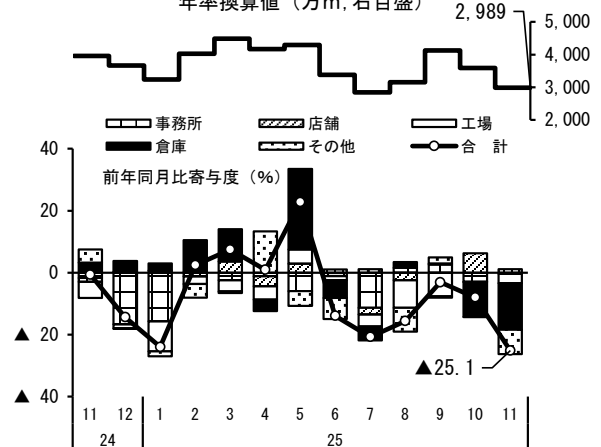 年率換算値（万㎡，右目盛）
2,989
5,000
4,000
3,000
2,000
事務所 店舗 工場
倉庫 その他 合 計
前年同月比寄与度（%）
40
20
0
▲ 20
▲ 40
▲25.1
11 12 1 2 3 4 5 6 7 8 9 10 11
24 25